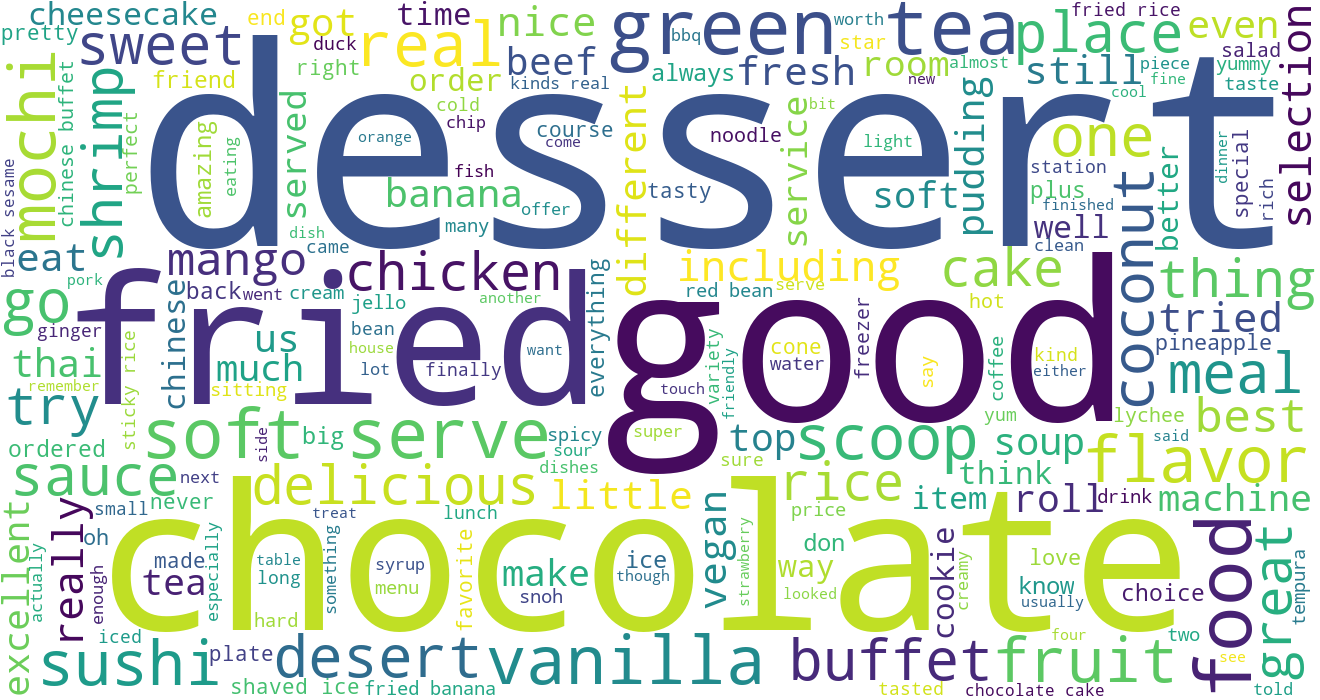 dessert
good
chocolate
fried
green tea
sweet
real
place
mochi
shrimp
coconut
selection
food
great
buffet
fruit
vanilla
desert
sushi
sauce
soft serve
delicious
scoop
flavor
chicken
mango
banana
cake
including
different
pudding
soft
one
still
even
fresh
room
beef
nice
order
time
got
cheesecake
pretty
end
duck
right
friend
kinds real
bbq
worth
star
always
almost
new
fried rice
cool
piece
fine
yummy
salad
taste
chinese buffet
perfect
amazing
eating
served
cold
chip
orange
course
come
noodle
light
bit
service
station
plus
finished
well
clean
better
special
rich
dinner
black sesame
eat
go
pork
ginger
thai
remember
try
sticky rice
chinese
back
went
came
dish
cream
many
offer
tasty
fish
jello
another
bean
house
lot
us
much
sitting
finally
want
everything
red bean
serve
variety
friendly
touch
cone
water
freezer
say
hot
coffee
kind
either
tried
thing
pineapple
meal
best
lychee
yum
said
soup
think
top
super
sure
spicy
sour
dishes
big
side
ordered
next
never
small
oh
excellent
actually
really
enough
made
tea
especially
table
long
hard
something
treat
syrup
menu
lunch
favorite
little
make
snoh
ice
though
vegan
strawberry
rice
price
don
way
looked
item
cookie
creamy
roll
love
know
usually
drink
choice
machine
tempura
two
four
see
told
iced
plate
shaved ice
fried banana
tasted
chocolate cake